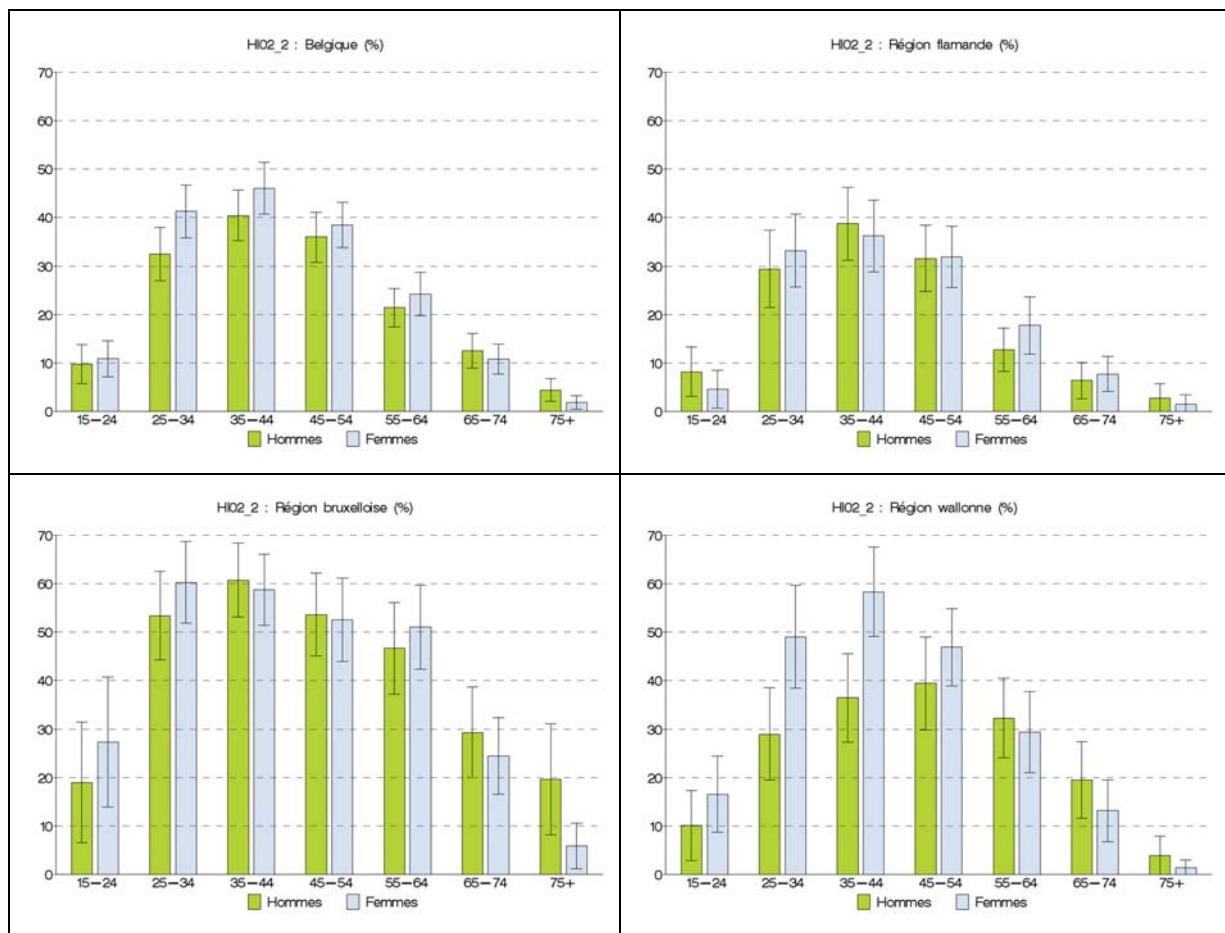 HI02_2 : Belgique (%)
70
60
50
40
30
20
10
0
15-24 25-34 35-44 45-54 55-64 65-74 75+
Hommes Femmes
HI02_2 : Région flamande (%)
70
60
50
40
30
20
10
0
15-24 25-34 35-44 45-54 55-64 65-74 75+
Hommes Femmes
HI02_2 : Région bruxelloise (%)
70
60
50
40
30
20
10
0
15-24 25-34 35-44 45-54 55-64 65-74 75+
Hommes Femmes
HI02_2 : Région wallonne (%)
70
60
50
40
30
20
10
0
15-24 25-34 35-44 45-54 55-64 65-74 75+
Hommes Femmes